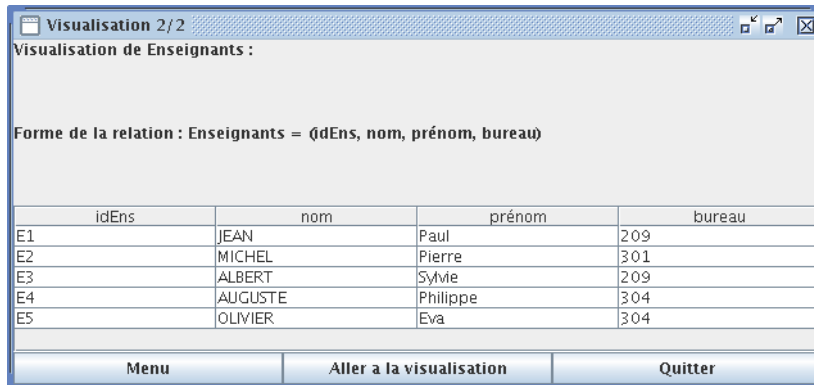 Visualisation 2/2
Visualisation de Enseignants :
Forme de la relation : Enseignants = (idEns, nom, prénom, bureau)
idEns nom prénom bureau
E1 JEAN Paul 209
E2 MICHEL Pierre 301
E3 ALBERT Sylvie 209
E4 AUGUSTE Philippe 304
E5 OLIVIER Eva 304
Menu Aller a la visualisation Quitter